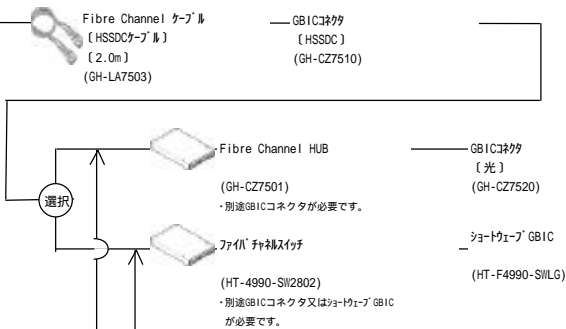 Fibre Channel ｹｰﾌﾞﾙ
〔HSSDCｹｰﾌﾞﾙ〕
〔2.0m〕
(GH-LA7503)
GBICｺﾈｸﾀ
〔HSSDC〕
(GH-CZ7510)
Fibre Channel HUB
(GH-CZ7501)
・別途GBICコネクタが必要です。
GBICｺﾈｸﾀ
〔光〕
(GH-CZ7520)
選択
ﾌｧｲﾊﾞﾁｬﾈﾙｽｲｯﾁ
(HT-4990-SW2802)
・別途GBICコネクタ又はｼｮｰﾄｳｪｰﾌﾞGBIC
が必要です。
ｼｮｰﾄｳｪｰﾌﾞGBIC
(HT-F4990-SWLG)